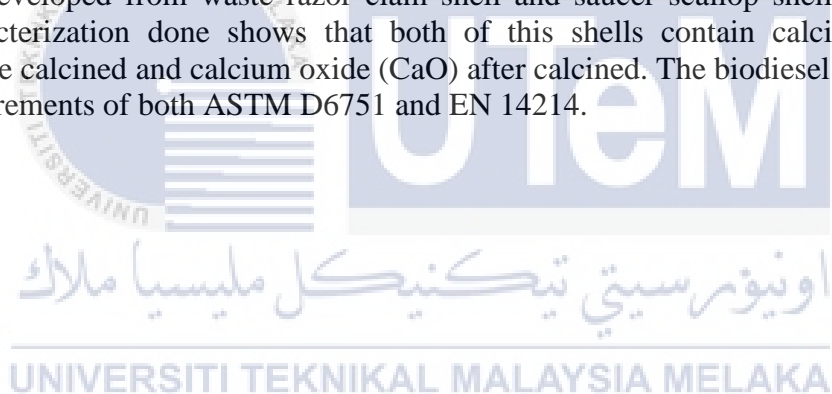 developed from waste razor clam shell and saucer scallop shell
cterization done shows that both of this shells contain calci
e calcined and calcium oxide (CaO) after calcined. The biodiesel
rements of both ASTM D6751 and EN 14214.
UTeM
UNIVERSITI
اونيۏرسيتي تيكنيكل مليسيا ملاك
UNIVERSITI TEKNIKAL MALAYSIA MELAKA